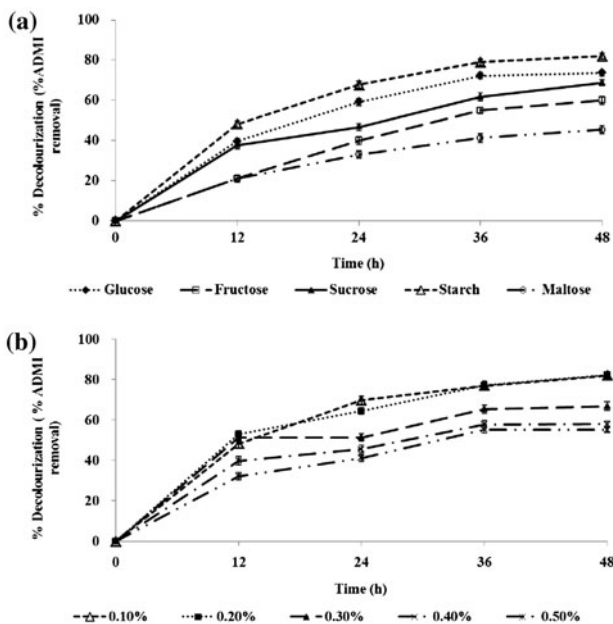 (a)
% Decolourization (%ADMI
removal)
100
80
60
40
20
0
0 12 24 36 48
Time (h)
Glucose Fructose Sucrose Starch Maltose
(b)
% Decolourization ( % ADMI
removal)
100
80
60
40
20
0
0 12 24 36 48
Time (h)
0.10% 0.20% 0.30% 0.40% 0.50%